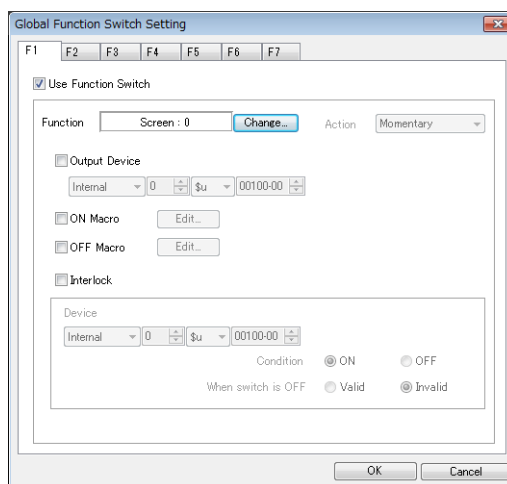 Global Function Switch Setting
F1 F2 F3 F4 F5 F6 F7
Use Function Switch
Function Screen : 0 Change... Action Momentary
Output Device
Internal 0 $u 00100-00
ON Macro Edit...
OFF Macro Edit...
Interlock
Device
Internal 0 $u 00100-00
Condition ON OFF
When switch is OFF Valid Invalid
OK Cancel